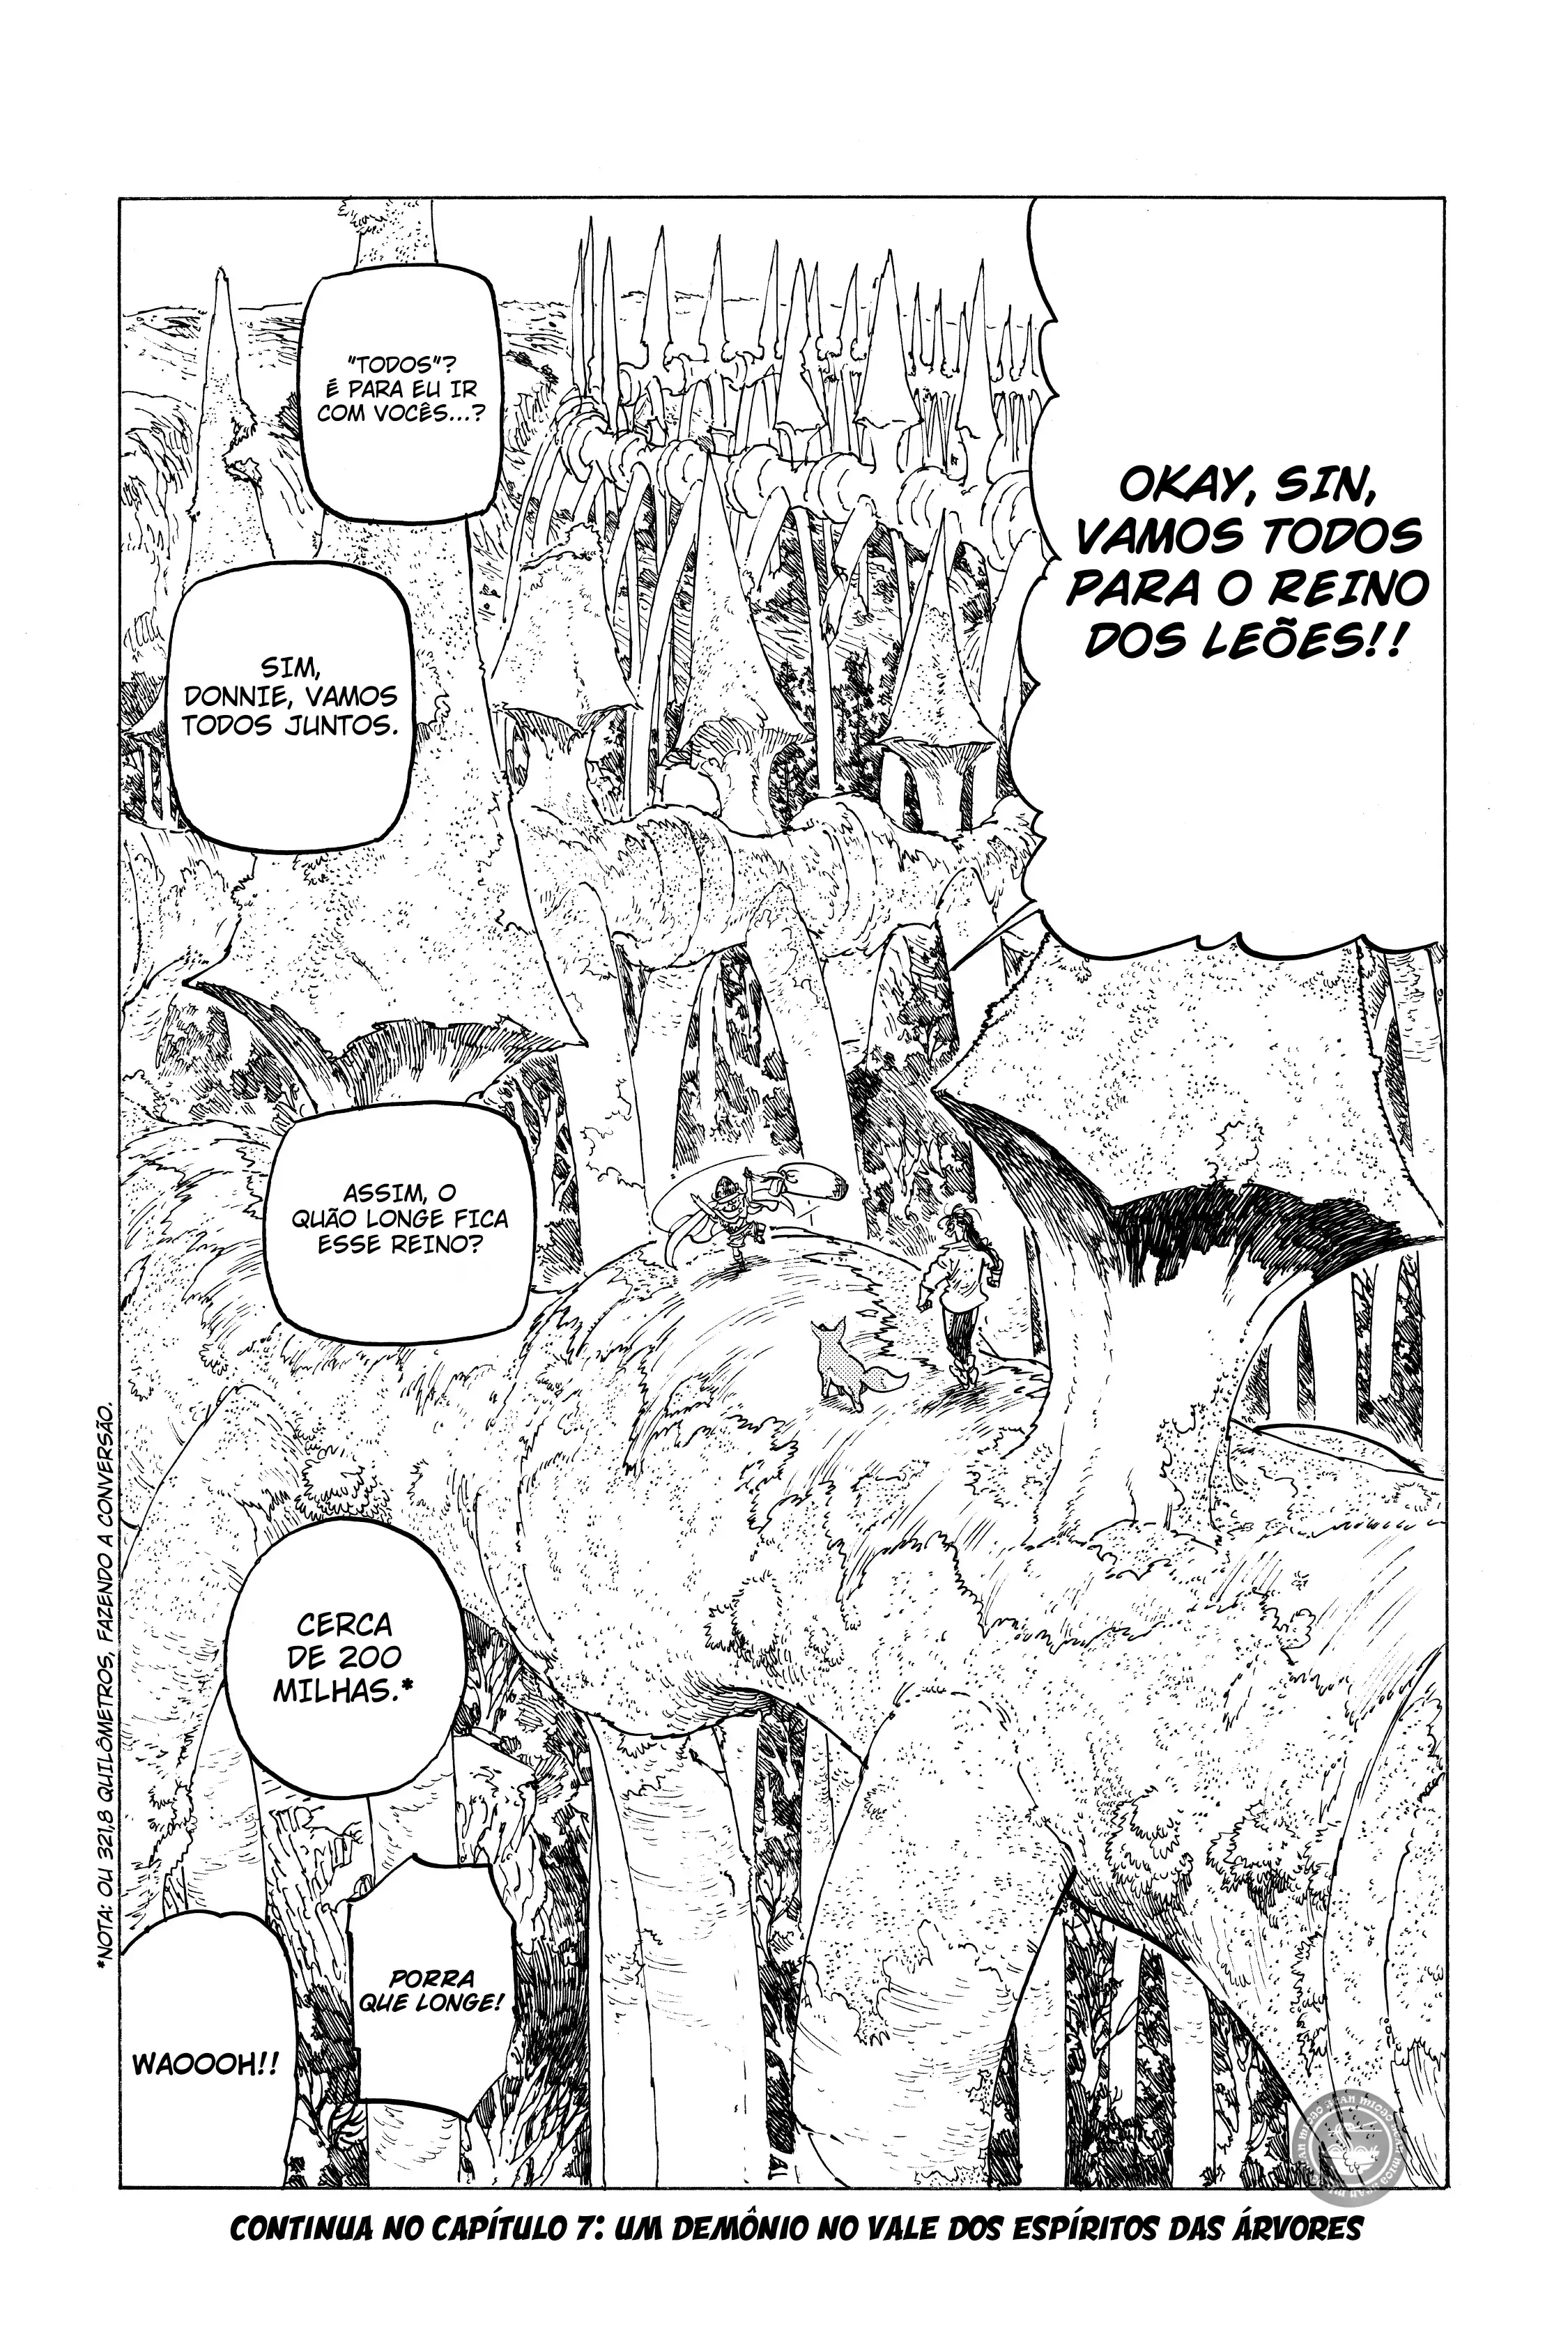 OKAY, SIN,
VAMOS TODOS
PARA O REINO
DOS LEÕES!!
"TODOS"?
É PARA EU IR
COM VOCÊS...?
SIM,
DONNIE, VAMOS
TODOS JUNTOS.
ASSIM, O
QUÃO LONGE FICA
ESSE REINO?
CERCA
DE 200
MILHAS.*
PORRA
QUE LONGE!
WAOOOH!!
*NOTA: OU 321.8 QUILÔMETROS, FAZENDO A CONVERSÃO.
CONTINUA NO CAPÍTULO 7: UM DEMÔNIO NO VALE DOS ESPÍRITOS DAS ÁRVORES